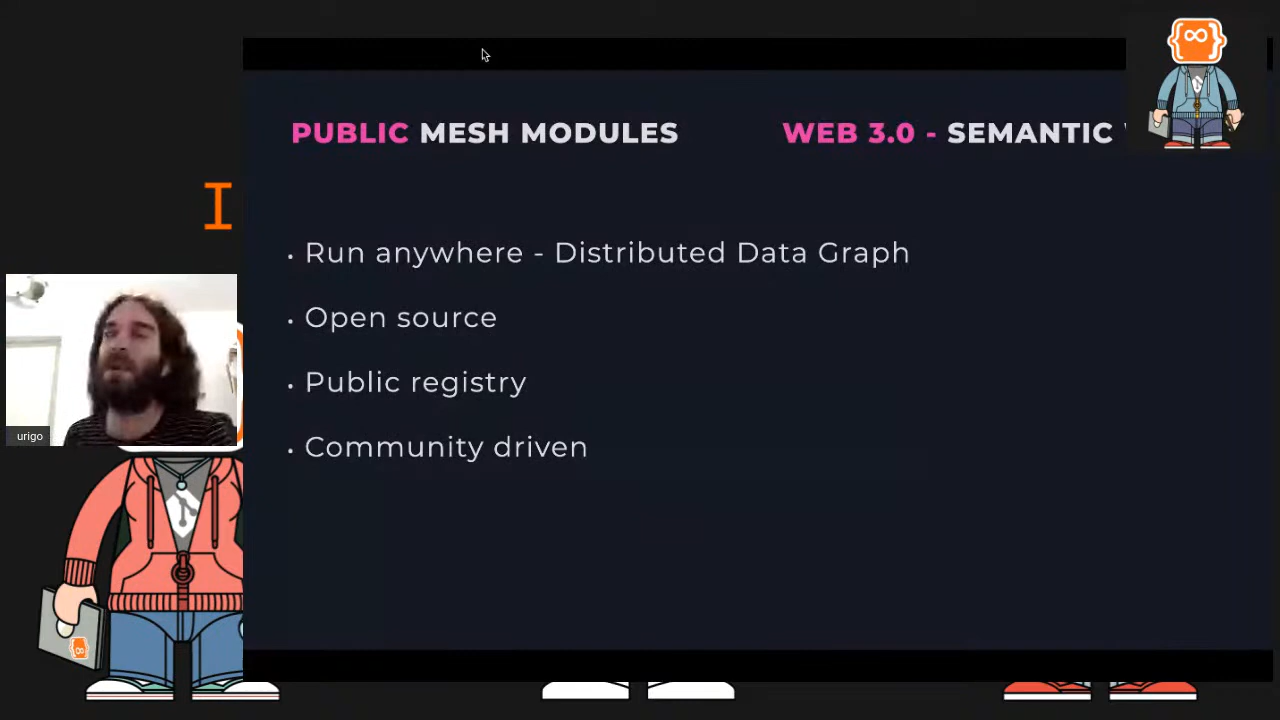 PUBLIC MESH MODULES
WEB 3.0 - SEMANTIC
I
• Run anywhere - Distributed Data Graph
• Open source
• Public registry
• Community driven
urigo